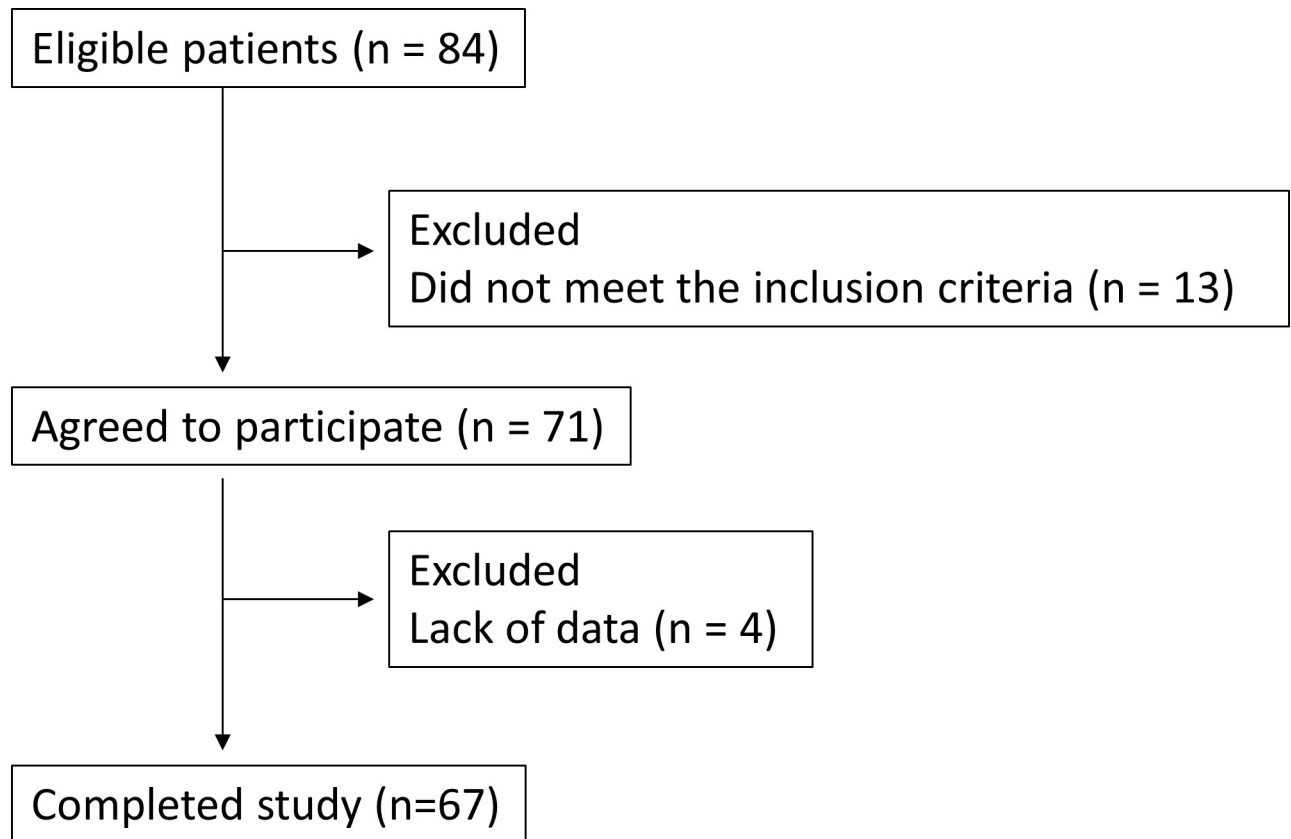 Eligible patients (n = 84)
Excluded
Did not meet the inclusion criteria (n = 13)
Agreed to participate (n = 71)
Excluded
Lack of data (n = 4)
Completed study (n=67)